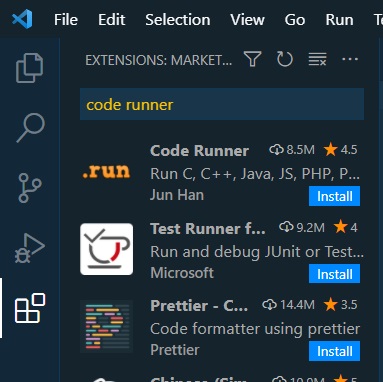 File Edit Selection View Go Run
EXTENSIONS: MARKET...
code runner
.run
Code Runner 8.5M 4.5
Run C, C++, Java, JS, PHP, P...
Jun Han Install
Test Runner f... 9.2M 4
Run and debug JUnit or Test...
Microsoft Install
Prettier - C... 14.4M 3.5
Code formatter using prettier
Prettier Install